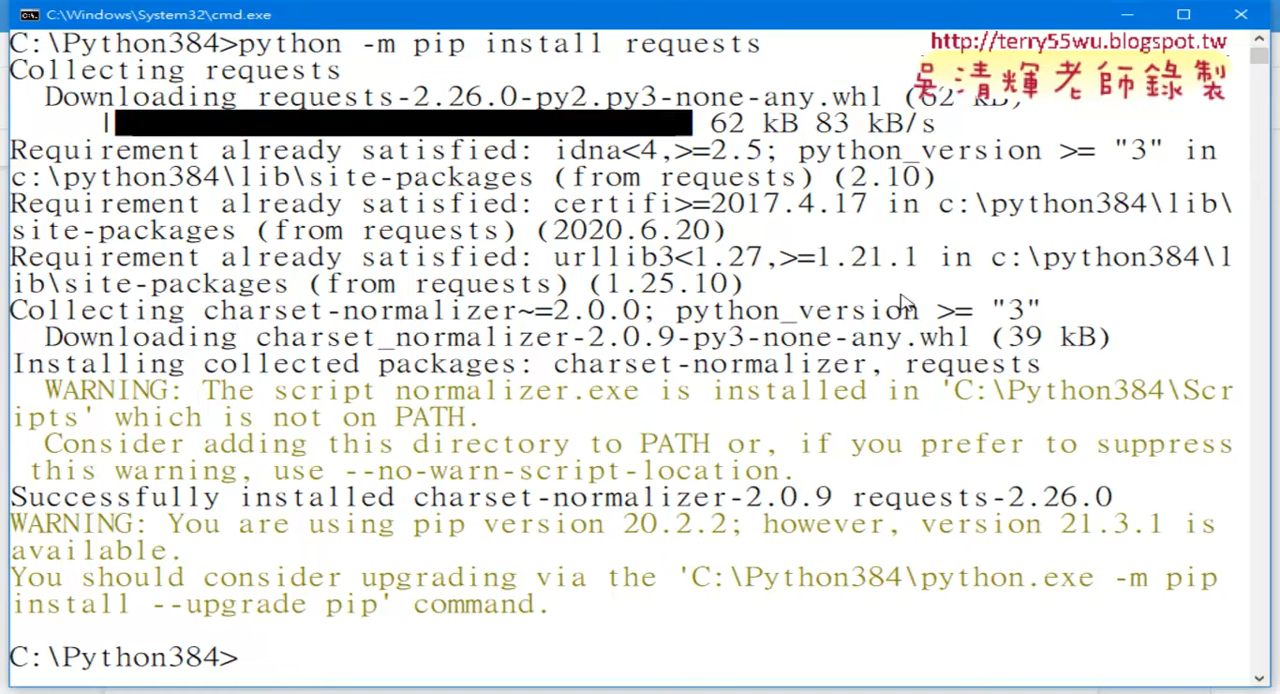 C:\Windows\System32\cmd.exe
C:\Python384>python -m pip install requests
http://terry55wu.blogspot.tw
Collecting requests
吳清輝老師錄製
Downloading requests-2.26.0-py2.py3-none-any.whl (62 kB)
62 kB 83 kB/s
Requirement already satisfied: idna<4,>=2.5; python_version >= "3" in
c:\python384\lib\site-packages (from requests) (2.10)
Requirement already satisfied: certifi>=2017.4.17 in c:\python384\lib\
site-packages (from requests) (2020.6.20)
Requirement already satisfied: urllib3<1.27,>=1.21.1 in c:\python384\l
ib\site-packages (from requests) (1.25.10)
Collecting charset-normalizer~=2.0.0; python_version >= "3"
Downloading charset_normalizer-2.0.9-py3-none-any.whl (39 kB)
Installing collected packages: charset-normalizer, requests
WARNING: The script normalizer.exe is installed in 'C:\Python384\Scr
ipts' which is not on PATH.
Consider adding this directory to PATH or, if you prefer to suppress
this warning, use --no-warn-script-location.
Successfully installed charset-normalizer-2.0.9 requests-2.26.0
WARNING: You are using pip version 20.2.2; however, version 21.3.1 is
available.
You should consider upgrading via the 'C:\Python384\python.exe -m pip
install --upgrade pip' command.
C:\Python384>